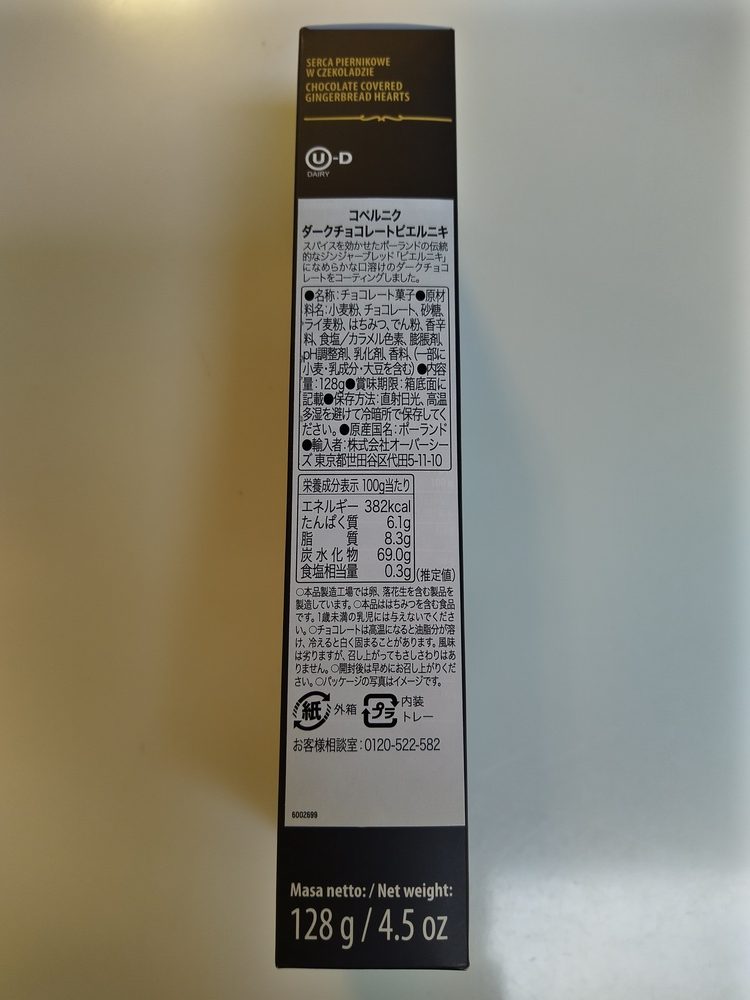 SERCA PIERNIKOWE
W CZEKOLADZIE
CHOCOLATE COVERED
GINGERBREAD HEARTS
U-D
DAIRY
コペルニク
ダークチョコレートピエルニキ
スパイスを効かせたポーランドの伝統
的なジンジャーブレッド「ピエルニキ」
になめらかな口溶けのダークチョコ
レートをコーティングしました。
●名称:チョコレート菓子●原材
料名:小麦粉、チョコレート、砂糖、
ライ麦粉、はちみつ、でん粉、香辛
料、食塩/カラメル色素、膨脹剤、
pH調整剤、乳化剤、香料、(一部に
小麦・乳成分・大豆を含む)●内容
量:128g●賞味期限:箱底面に
記載●保存方法:直射日光、高温
多湿を避けて冷暗所で保存してく
ださい。●原産国名:ポーランド
●輸入者:株式会社オーバーシー
ズ 東京都世田谷区代田5-11-10
栄養成分表示 100g当たり
エネルギー 382kcal
たんぱく質 6.1g
脂質 8.3g
炭水化物 69.0g
食塩相当量 0.3g(推定値)
○本品製造工場では卵、落花生を含む製品を
製造しています。○本品ははちみつを含む食品
です。1歳未満の乳児には与えないでくださ
い。○チョコレートは高温になると油脂分が溶
け、冷えると白く固まることがあります。風味
は劣りますが、召し上がってもさしさわりはあ
りません。○開封後は早めにお召し上がりくだ
さい。○パッケージの写真はイメージです。
紙 外箱 プラ 内装
トレー
お客様相談室:0120-522-582
6002699
Masa netto: / Net weight:
128 g / 4.5 oz